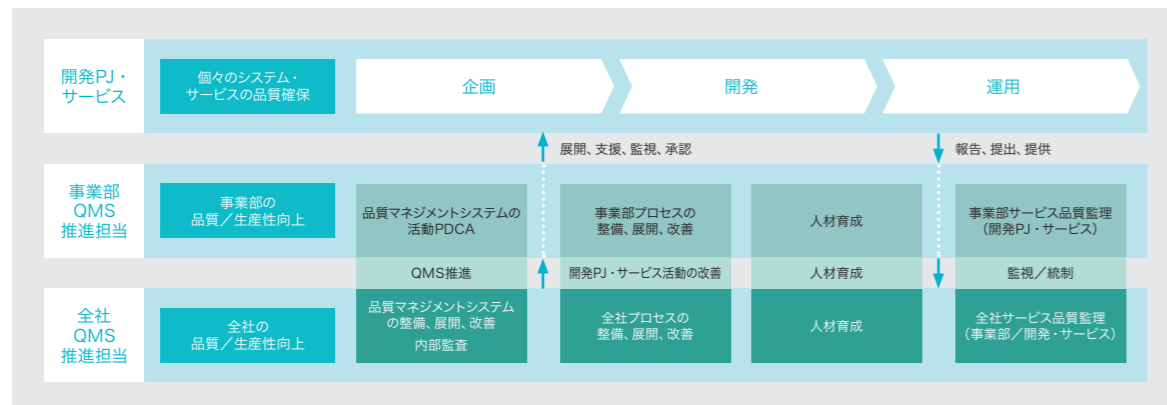 開発PJ・
サービス
個々のシステム・
サービスの品質確保
企画
開発
運用
展開、支援、監視、承認
報告、提出、提供
事業部
QMS
推進担当
事業部の
品質／生産性向上
品質マネジメントシステムの
活動PDCA
事業部プロセスの
整備、展開、改善
人材育成
事業部サービス品質監理
（開発PJ・サービス）
QMS推進
開発PJ・サービス活動の改善
人材育成
監視／統制
全社
QMS
推進担当
全社の
品質／生産性向上
品質マネジメントシステム
の整備、展開、改善
内部監査
全社プロセスの
整備、展開、改善
人材育成
全社サービス品質監理
（事業部／開発・サービス）